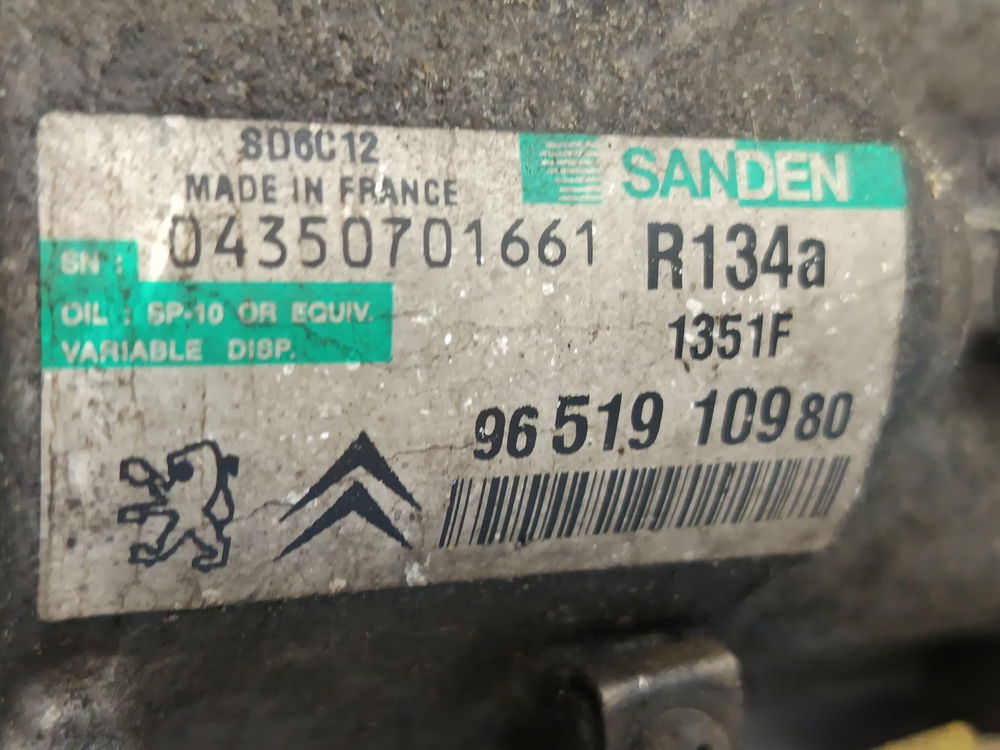 SD6C12
MADE IN FRANCE
SANDEN
SN : 04350701661
R134a
OIL : SP-10 OR EQUIV.
VARIABLE DISP.
1351F
96 519 109 80